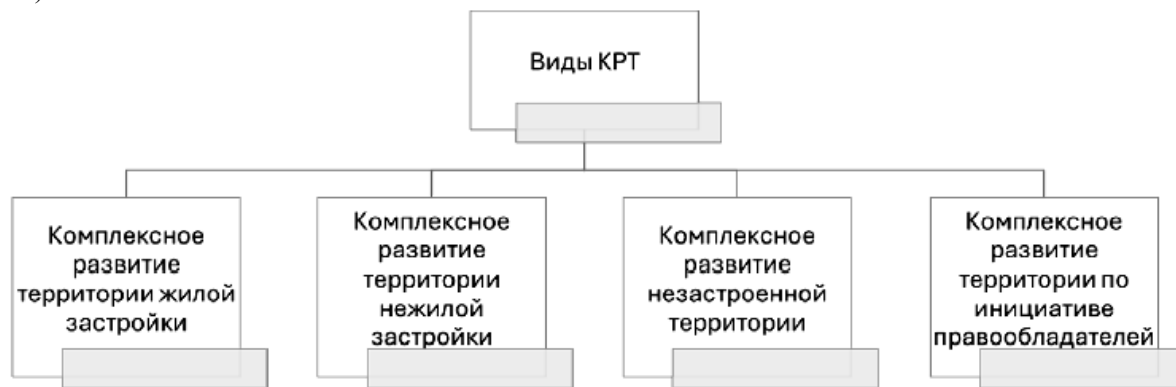 )
Виды КРТ
Комплексное
развитие
территории жилой
застройки
Комплексное
развитие
территории
нежилой
застройки
Комплексное
развитие
незастроенной
территории
Комплексное
развитие
территории по
инициативе
правообладателей